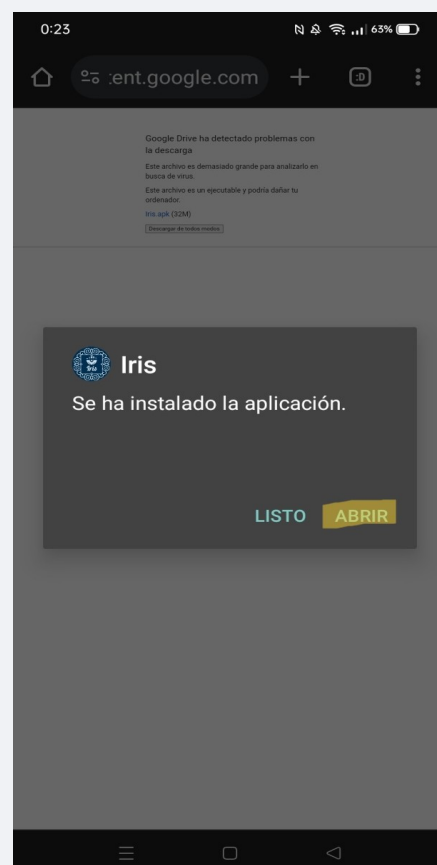 0:23
63%
:ent.google.com
:D
Google Drive ha detectado problemas con
la descarga
Este archivo es demasiado grande para analizarlo en
busca de virus.
Este archivo es un ejecutable y podría dañar tu
ordenador.
Iris.apk (32M)
Descargar de todos modos
Iris
Iris
Se ha instalado la aplicación.
LISTO ABRIR